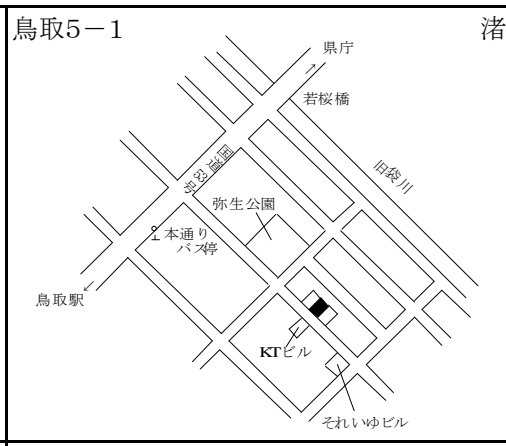 鳥取5-1
渚
県庁
↑
若桜橋
旧袋川
国道53号
弥生公園
本通り
バス停
鳥取駅
KTビル
それいゆビル